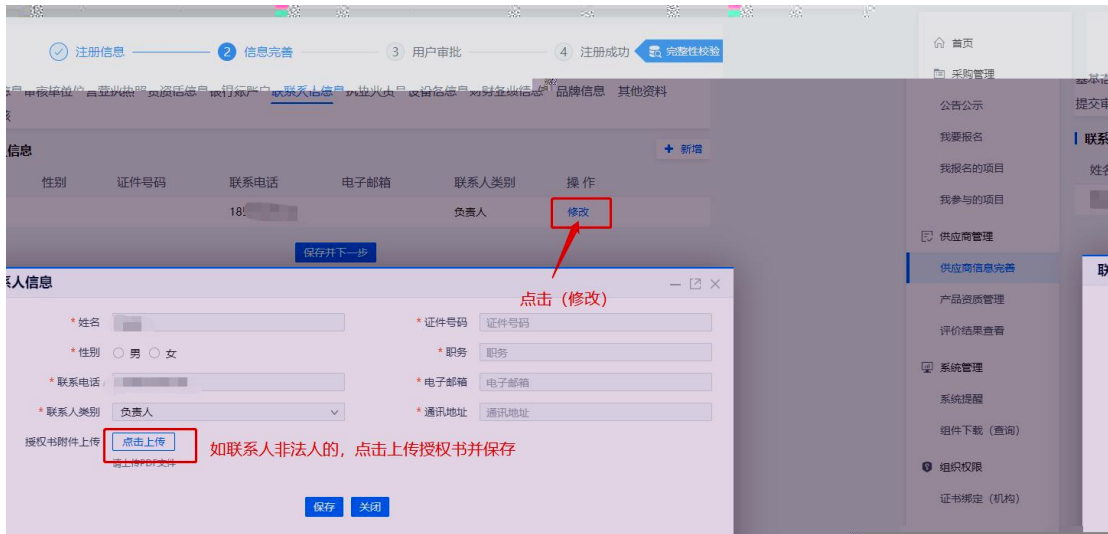 注册信息
2 信息完善
3 用户审批
4 注册成功
完整性校验
联系人信息
品牌信息 其他资料
信息
+ 新增
性别 证件号码 联系电话 电子邮箱 联系人类别 操 作
负责人 修改
保存并下一步
点击（修改）
人信息
* 姓名
* 证件号码 证件号码
* 性别 男 女
* 职务 职务
* 联系电话
* 电子邮箱 电子邮箱
* 联系人类别 负责人
* 通讯地址 通讯地址
授权书附件上传 点击上传
如联系人非法人的，点击上传授权书并保存
保存 关闭
首页
采购管理
公告公示
我要报名
我报名的项目
我参与的项目
供应商管理
供应商信息完善
产品资质管理
评价结果查看
系统管理
系统提醒
组件下载（查询）
组织权限
证书绑定（机构）
提交审
联系
姓名